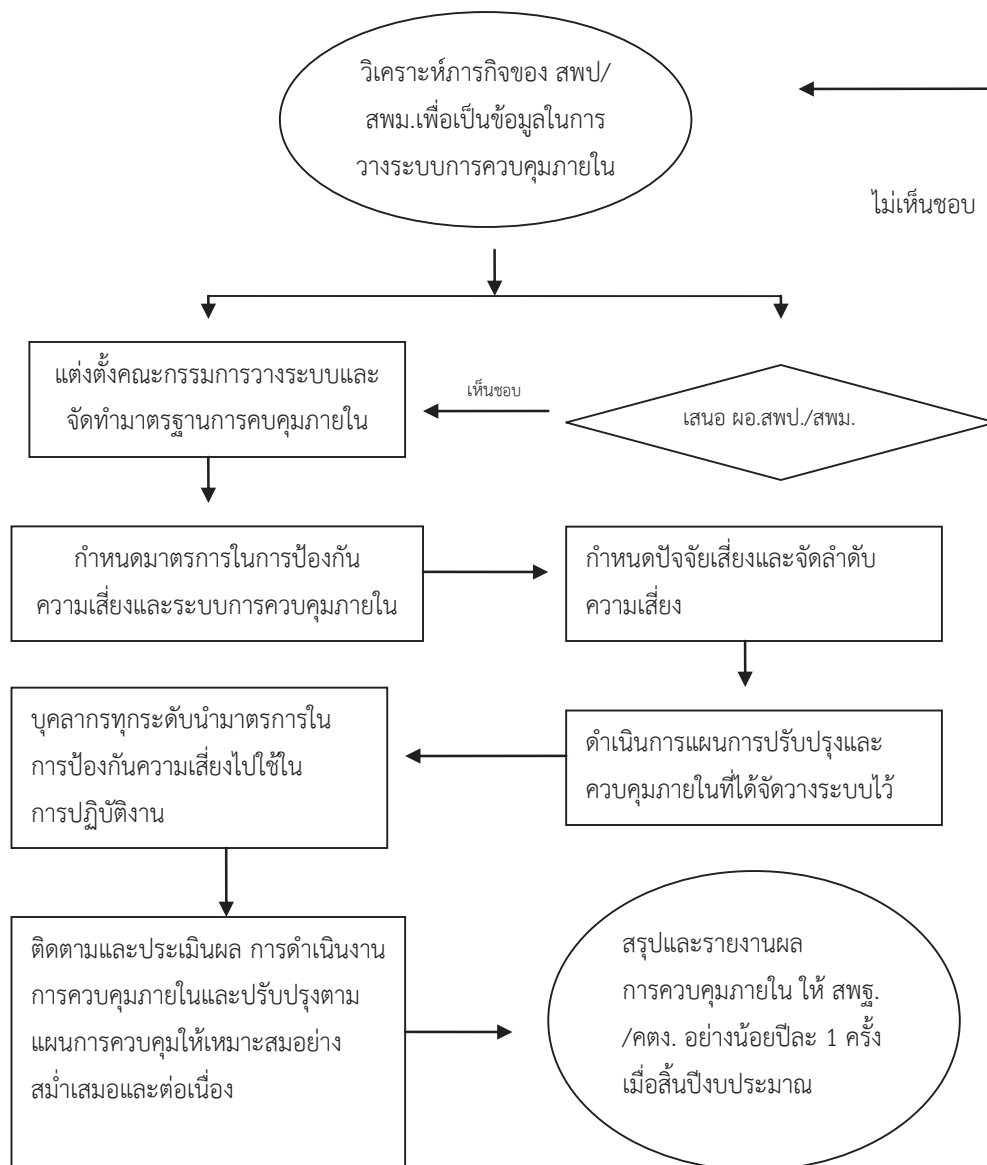 วิเคราะห์ภารกิจของ สพป/
สพม.เพื่อเป็นข้อมูลในการ
วางระบบการควบคุมภายใน
ไม่เห็นชอบ
แต่งตั้งคณะกรรมการวางระบบและ
จัดทำมาตรฐานการคบคุมภายใน
เห็นชอบ
เสนอ ผอ.สพป./สพม.
กำหนดมาตรการในการป้องกัน
ความเสี่ยงและระบบการควบคุมภายใน
กำหนดปัจจัยเสี่ยงและจัดลำดับ
ความเสี่ยง
บุคลากรทุกระดับนำมาตรการใน
การป้องกันความเสี่ยงไปใช้ใน
การปฏิบัติงาน
ดำเนินการแผนการปรับปรุงและ
ควบคุมภายในที่ได้จัดวางระบบไว้
ติดตามและประเมินผล การดำเนินงาน
การควบคุมภายในและปรับปรุงตาม
แผนการควบคุมให้เหมาะสมอย่าง
สม่ำเสมอและต่อเนื่อง
สรุปและรายงานผล
การควบคุมภายใน ให้ สพฐ.
/คตง. อย่างน้อยปีละ 1 ครั้ง
เมื่อสิ้นปีงบประมาณ